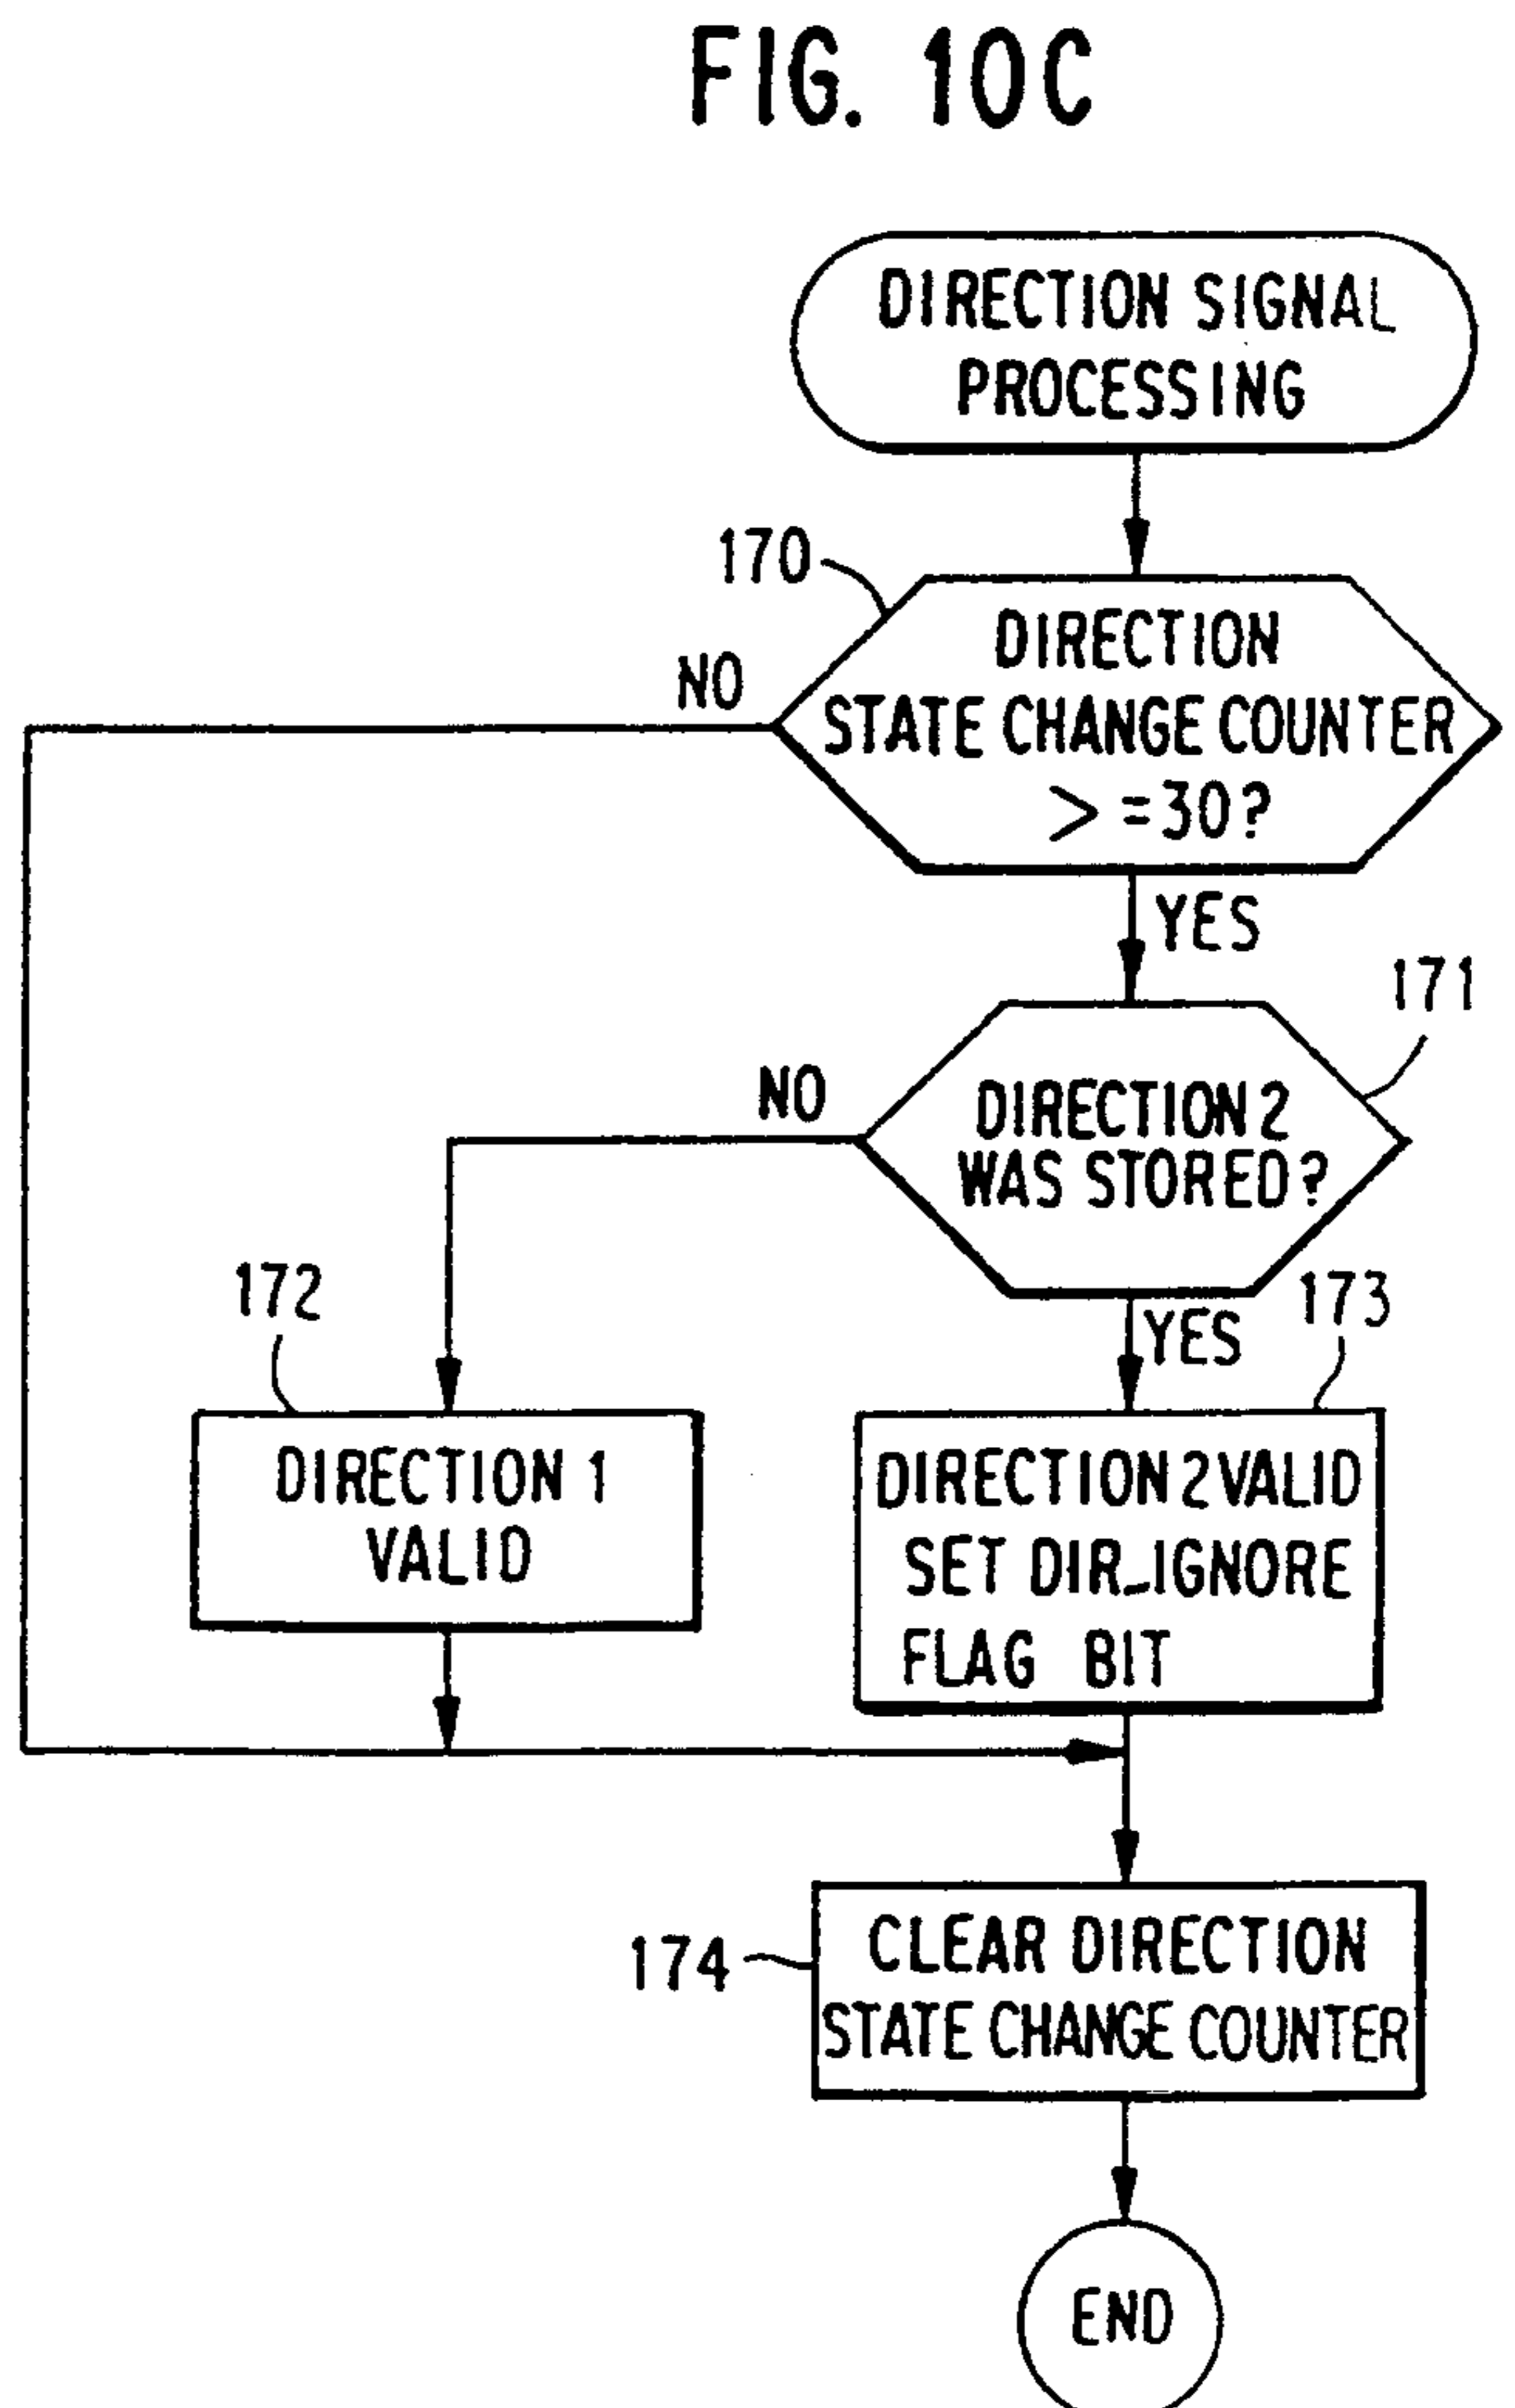 FIG. 10C
DIRECTION SIGNAL
PROCESSING
170
DIRECTION
STATE CHANGE COUNTER
> =30?
NO
YES
171
DIRECTION 2
WAS STORED?
NO
YES
172
DIRECTION 1
VALID
173
DIRECTION 2 VALID
SET DIR_IGNORE
FLAG BIT
174
CLEAR DIRECTION
STATE CHANGE COUNTER
END